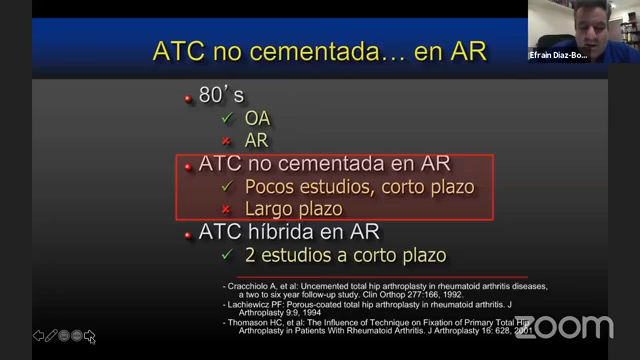 ATC no cementada… en AR
Efrain Diaz-Bo...
80's
OA
AR
ATC no cementada en AR
Pocos estudios, corto plazo
Largo plazo
ATC híbrida en AR
2 estudios a corto plazo
- Cracchiolo A, et al: Uncemented total hip arthroplasty in rheumatoid arthritis diseases,
a two to six year follow-up study. Clin Orthop 277:166, 1992.
- Lachiewicz PF: Porous-coated total hip arthroplasty in rheumatoid arthritis. J
Arthroplasty 9:9, 1994
- Thomason HC, et al: The Influence of Technique on Fixation of Primary Total Hip
Arthroplasty in Patients With Rheumatoid Arthritis. J Arthroplasty 16: 628, 2001
zoom